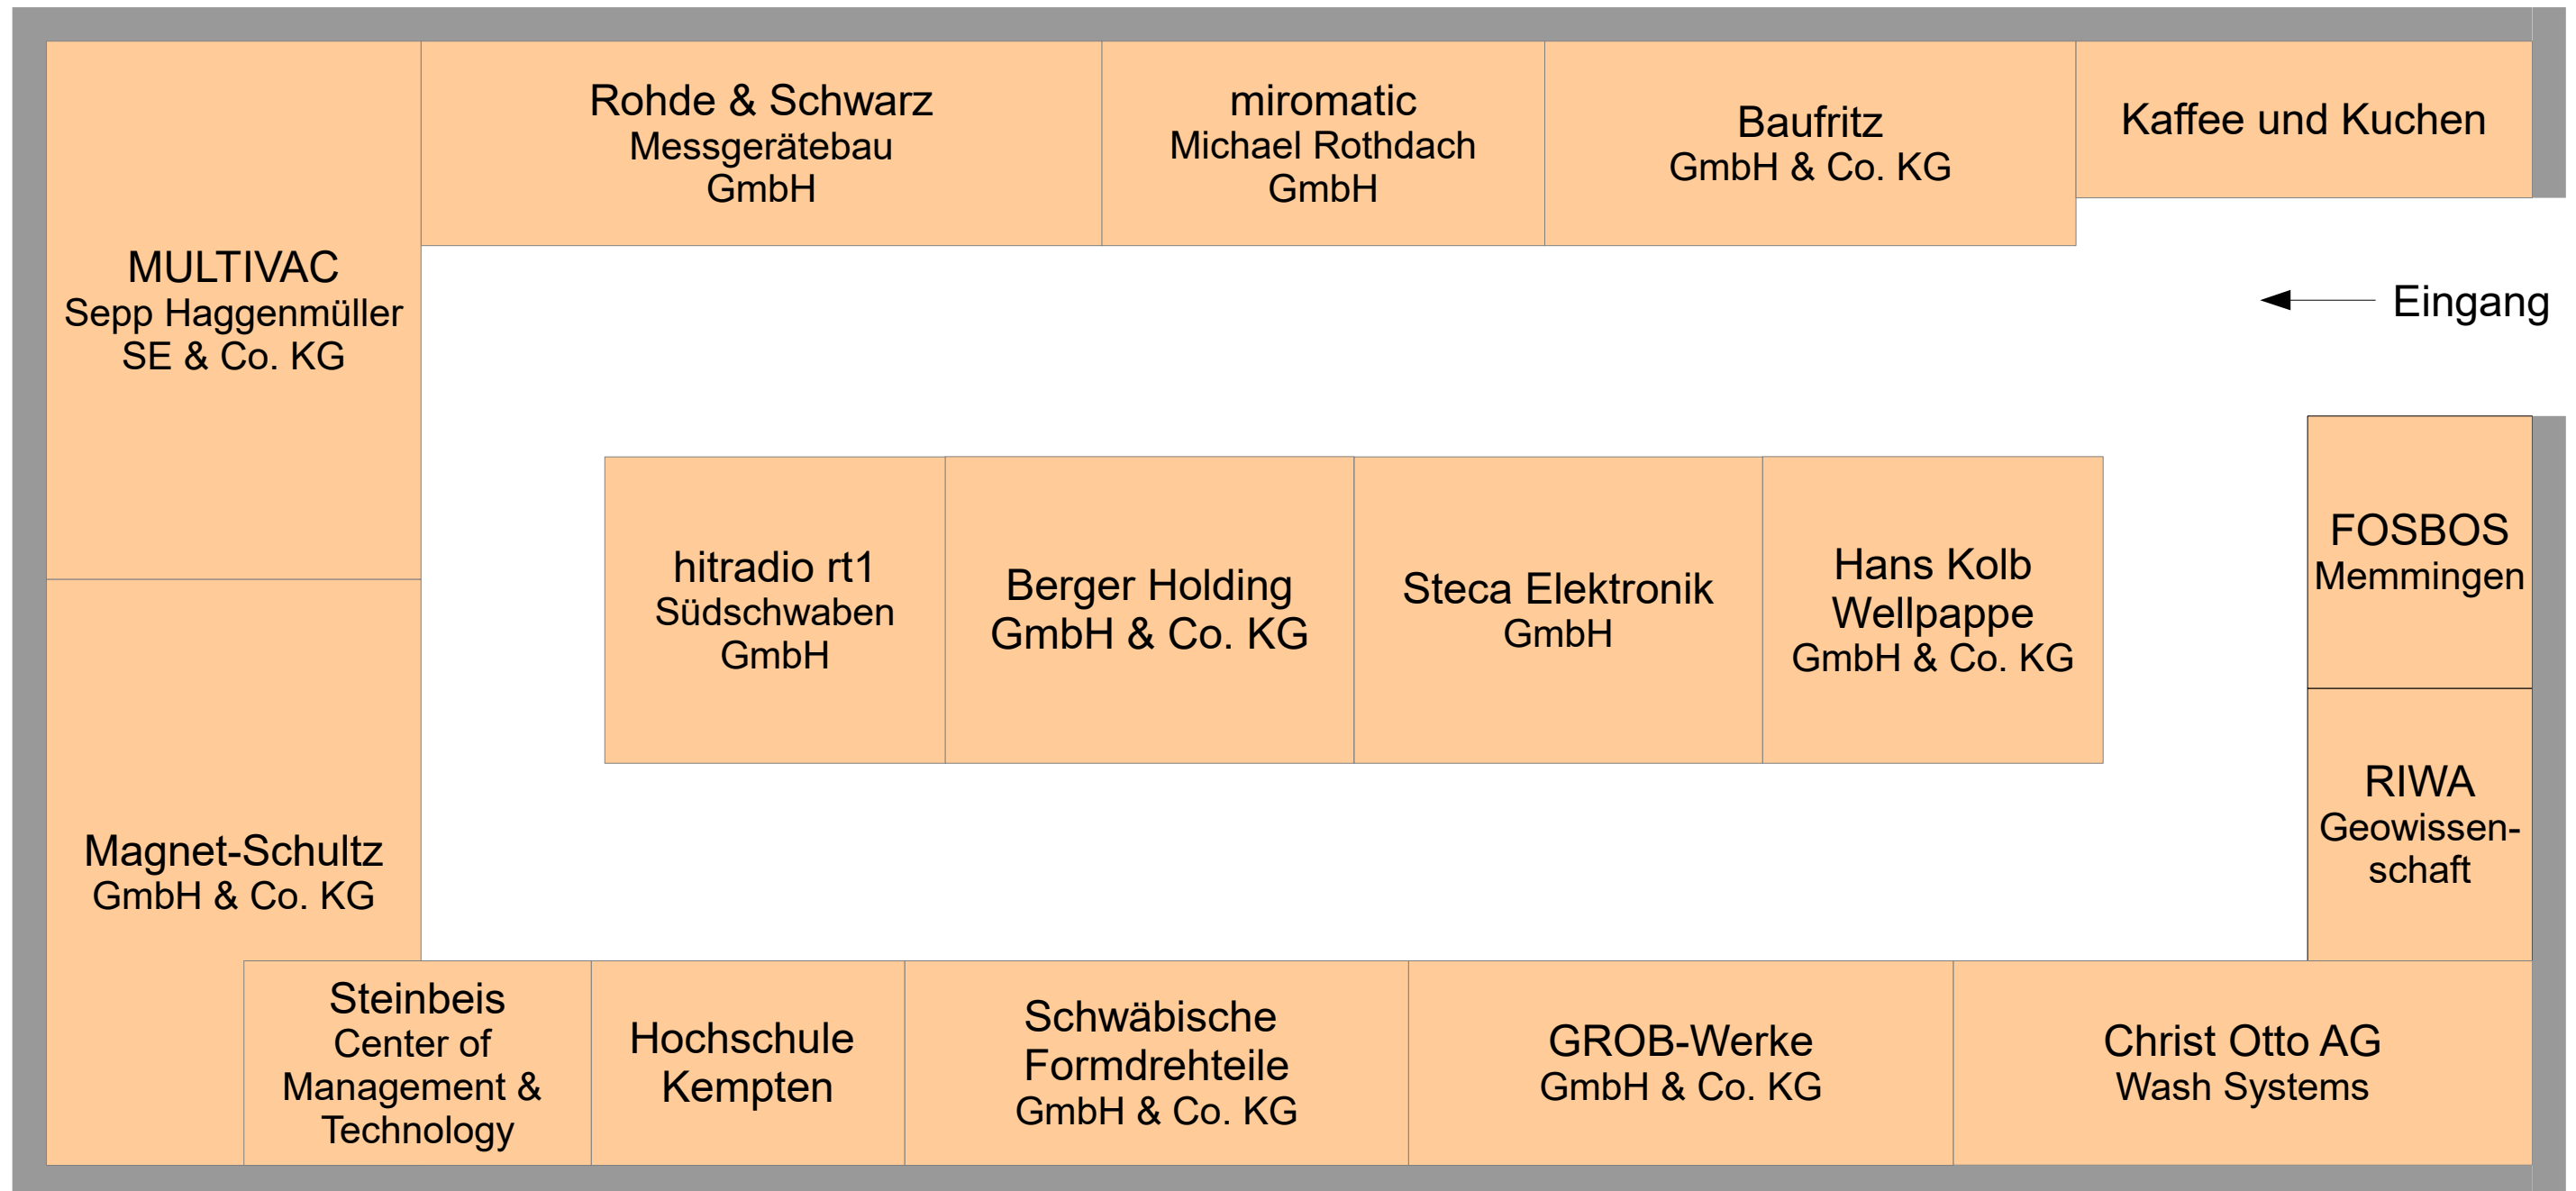 Rohde & Schwarz
Messgerätebau
GmbH
miromatic
Michael Rothdach
GmbH
Baufritz
GmbH & Co. KG
Kaffee und Kuchen
MULTIVAC
Sepp Haggenmüller
SE & Co. KG
Eingang
hitradio rt1
Südschwaben
GmbH
Berger Holding
GmbH & Co. KG
Steca Elektronik
GmbH
Hans Kolb
Wellpappe
GmbH & Co. KG
FOSBOS
Memmingen
RIWA
Geowissen-
schaft
Magnet-Schultz
GmbH & Co. KG
Steinbeis
Center of
Management &
Technology
Hochschule
Kempten
Schwäbische
Formdrehteile
GmbH & Co. KG
GROB-Werke
GmbH & Co. KG
Christ Otto AG
Wash Systems